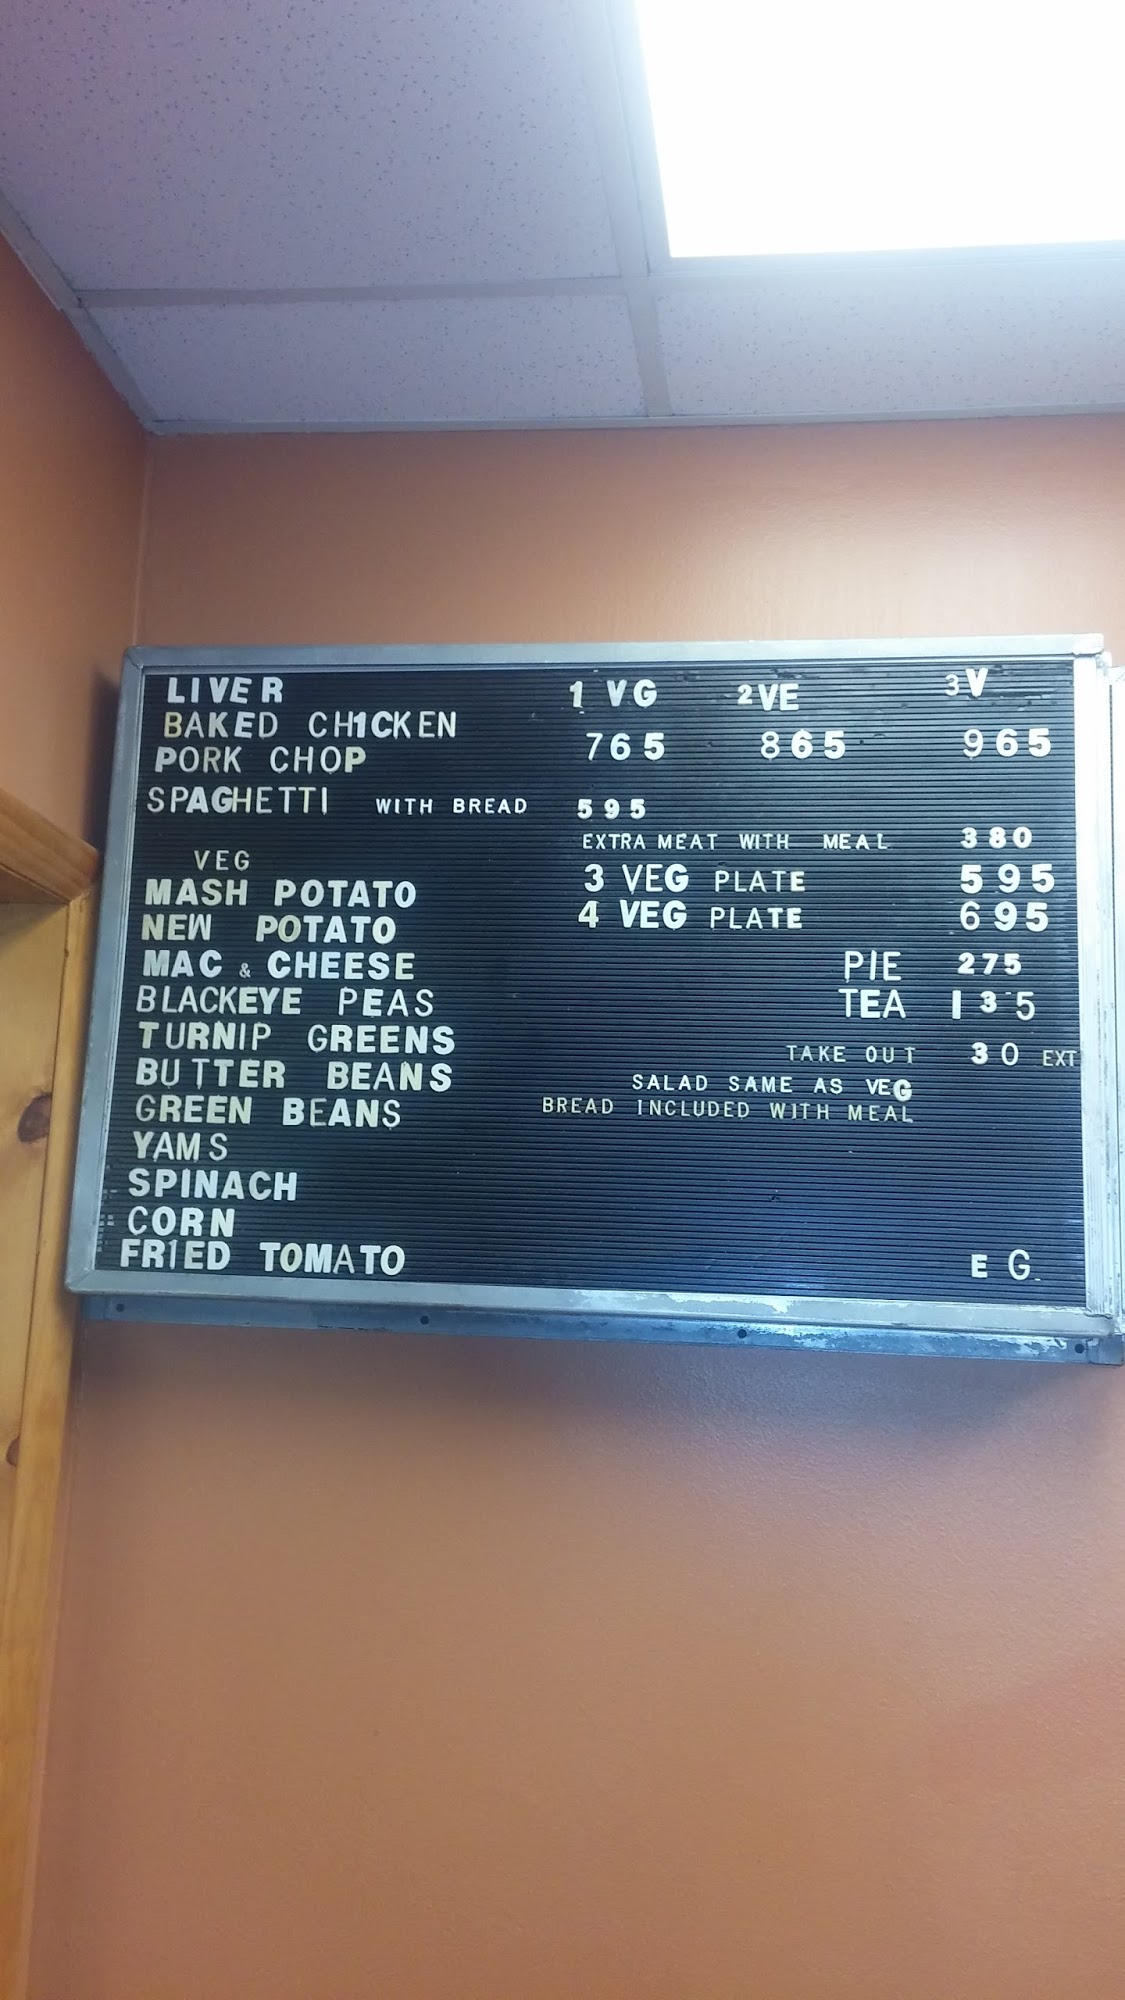 LIVER 1 VG 2VE 3V
BAKED CH1CKEN
PORK CHOP 765 865 965
SPAGHETTI WITH BREAD 595
EXTRA MEAT WITH MEAL 380
VEG
MASH POTATO 3 VEG PLATE 595
NEW POTATO 4 VEG PLATE 695
MAC & CHEESE PIE 275
BLACKEYE PEAS TEA 135
TURNIP GREENS TAKE OUT 30 EXT
BUTTER BEANS SALAD SAME AS VEG
GREEN BEANS BREAD INCLUDED WITH MEAL
YAMS
SPINACH
CORN
FR1ED TOMATO E G